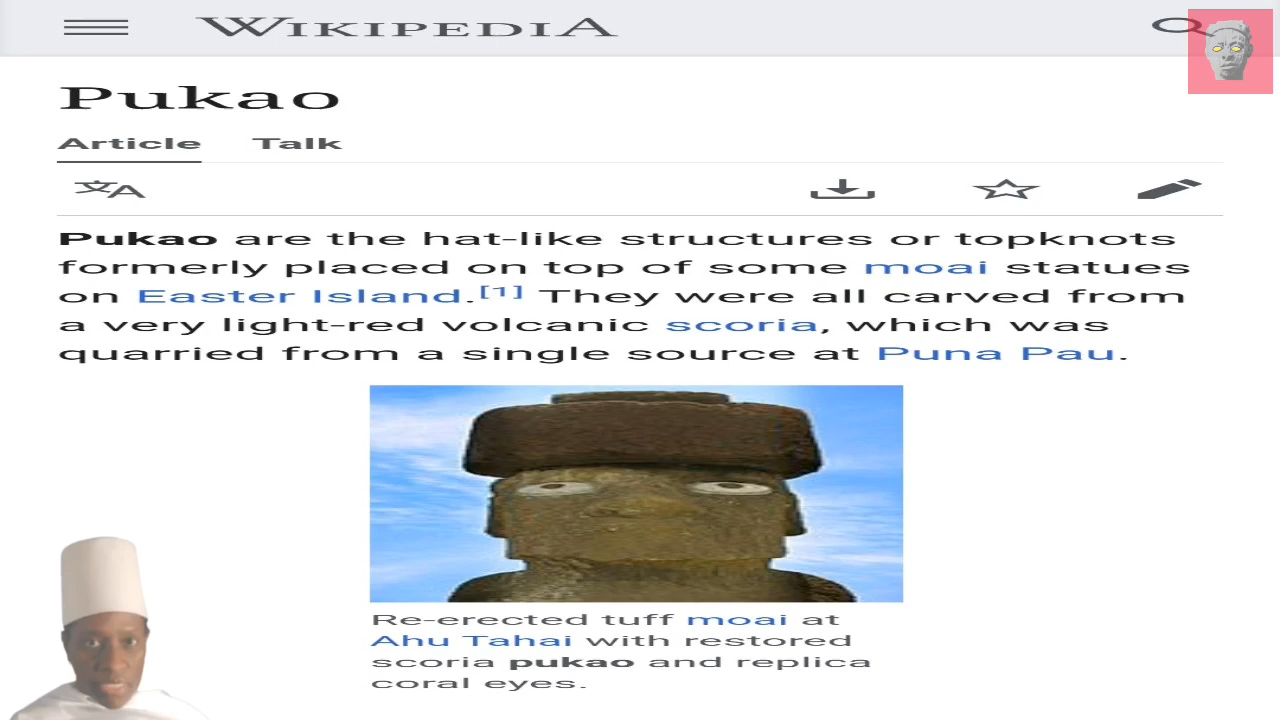 WIKIPEDIA
Pukao
Article Talk
Pukao are the hat-like structures or topknots
formerly placed on top of some moai statues
on Easter Island.[1] They were all carved from
a very light-red volcanic scoria, which was
quarried from a single source at Puna Pau.
Re-erected tuff moai at
Ahu Tahai with restored
scoria pukao and replica
coral eyes.